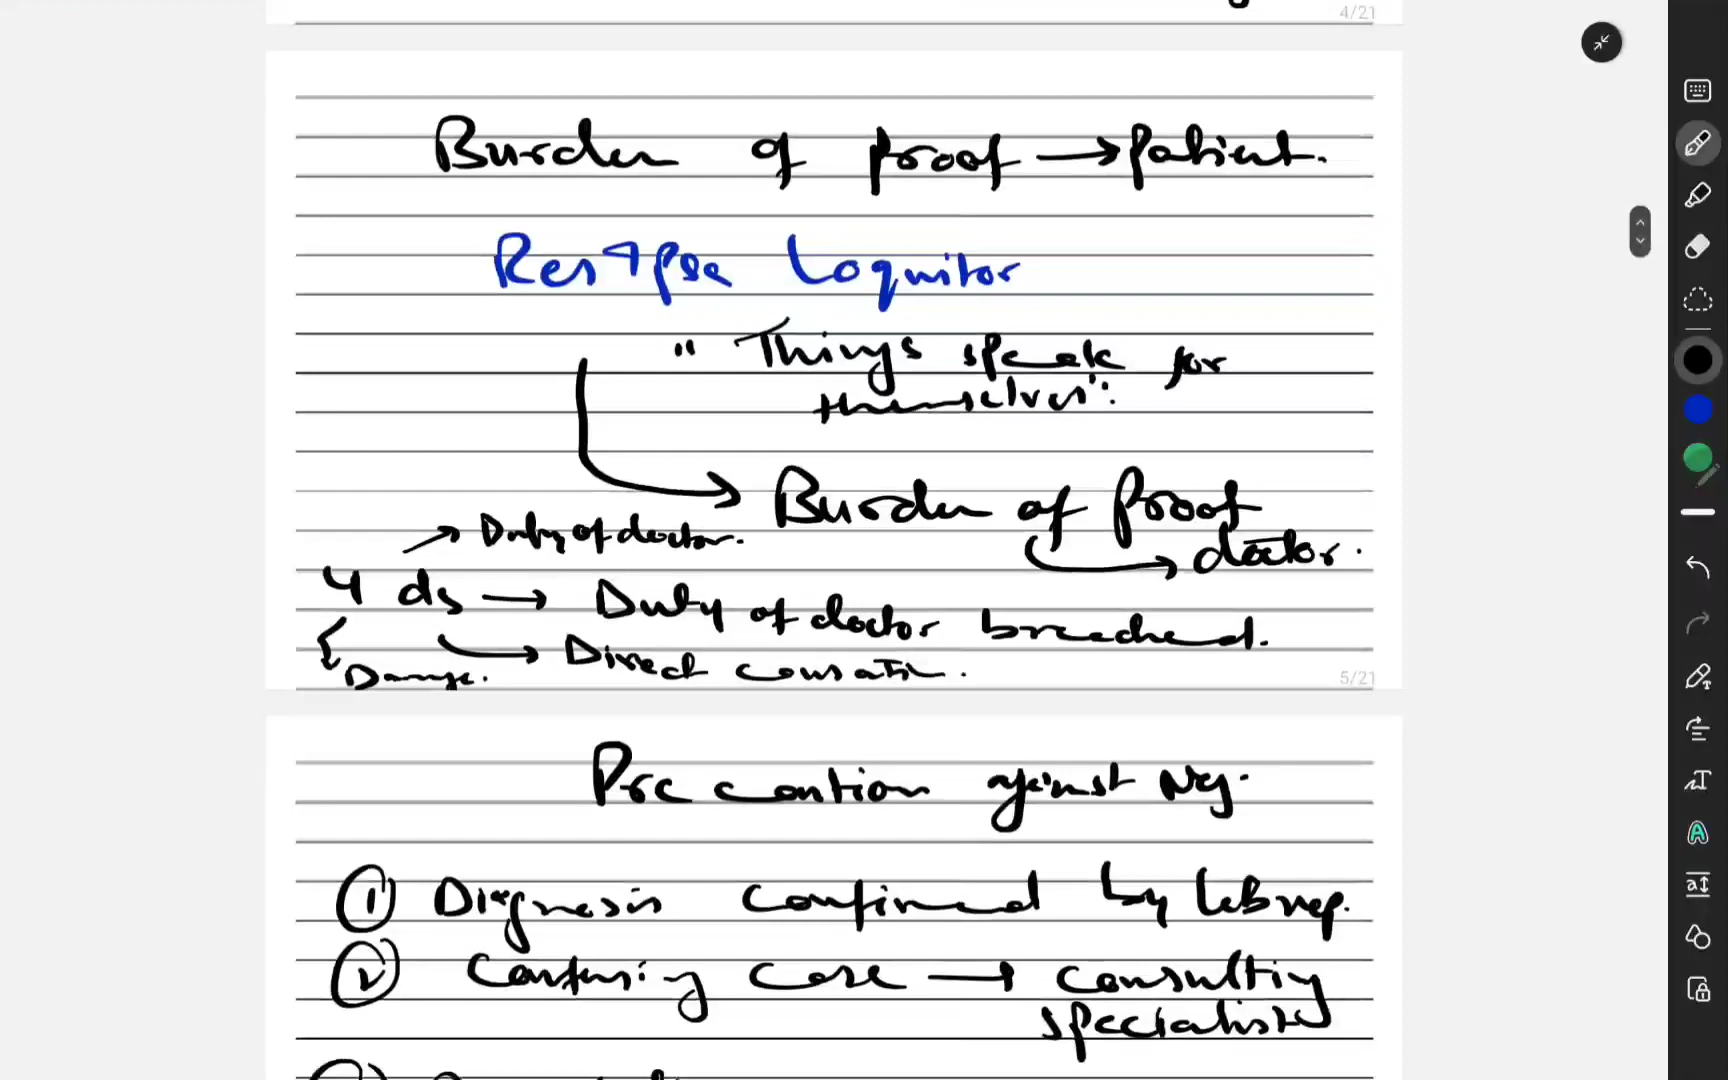 4/21
Burden of Proof → Patient.
Res Ipse Loquitor
" Things speak for
themselves".
Burden of Proof
→ doctor.
→ Duty of doctor.
4 ds → Duty of doctor breached.
→ Direct causation.
Damage.
5/21
Precaution against Neg.
① Diagnosis confirmed by lab rep.
② Confusing case → consulting
specialists